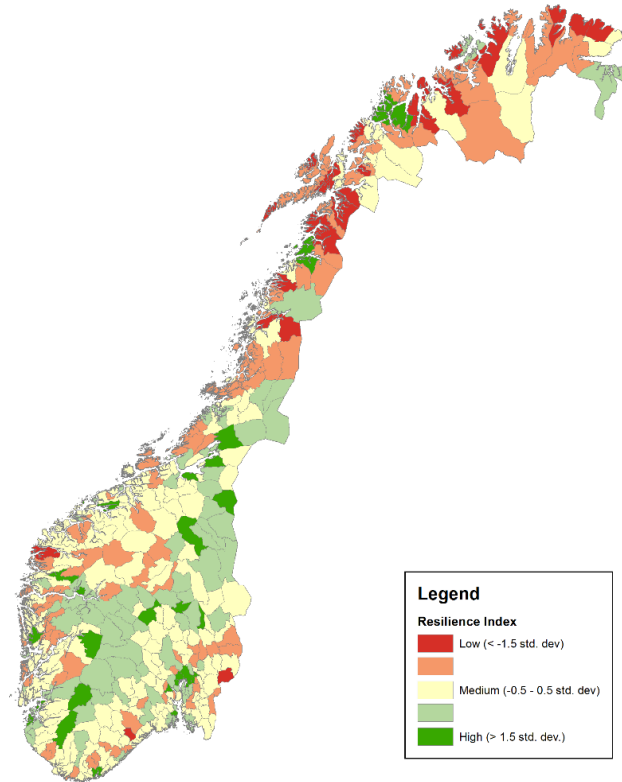 Legend
Resilience Index
Low (< -1.5 std. dev)
Medium (-0.5 - 0.5 std. dev)
High (> 1.5 std. dev.)